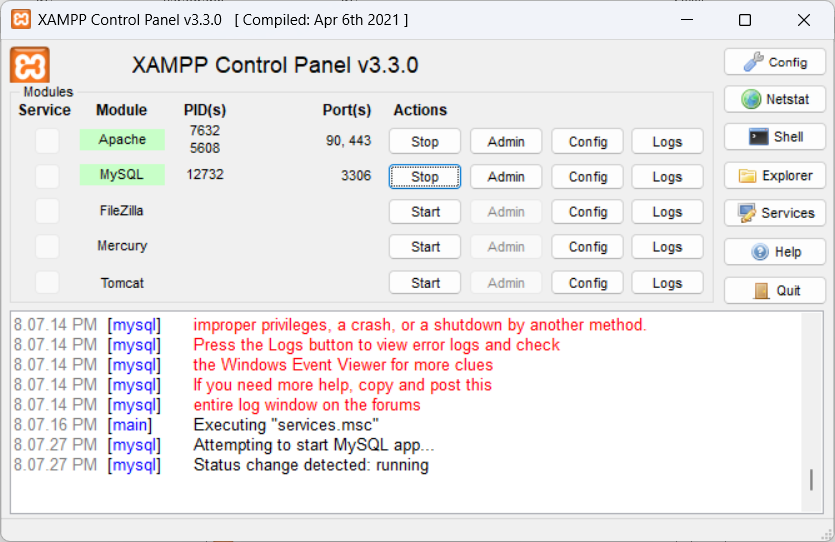 XAMPP Control Panel v3.3.0 [ Compiled: Apr 6th 2021 ]
XAMPP Control Panel v3.3.0
Config
Modules
Service Module PID(s) Port(s) Actions
Netstat
Apache 7632 5608 90, 443 Stop Admin Config Logs
Shell
MySQL 12732 3306 Stop Admin Config Logs
Explorer
FileZilla Start Admin Config Logs
Services
Mercury Start Admin Config Logs
Help
Tomcat Start Admin Config Logs
Quit
8.07.14 PM [mysql] improper privileges, a crash, or a shutdown by another method.
8.07.14 PM [mysql] Press the Logs button to view error logs and check
8.07.14 PM [mysql] the Windows Event Viewer for more clues
8.07.14 PM [mysql] If you need more help, copy and post this
8.07.14 PM [mysql] entire log window on the forums
8.07.16 PM [main] Executing "services.msc"
8.07.27 PM [mysql] Attempting to start MySQL app...
8.07.27 PM [mysql] Status change detected: running